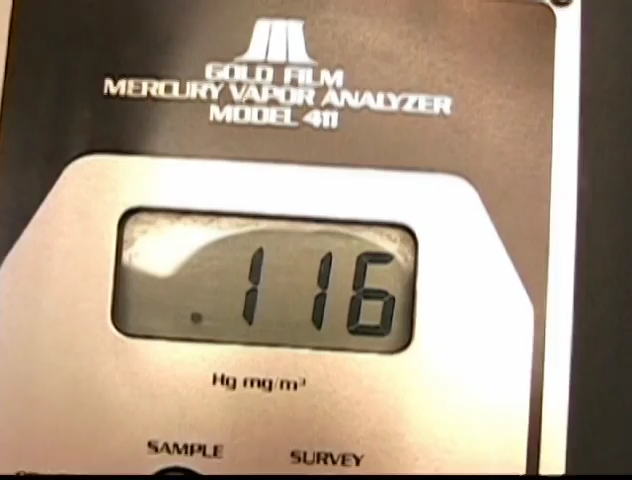 GOLD FILM
MERCURY VAPOR ANALYZER
MODEL 411
.116
Hg mg/m³
SAMPLE
SURVEY